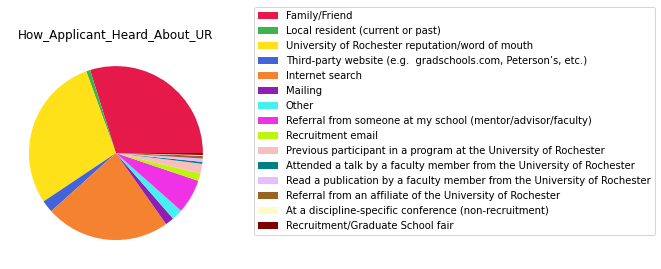 How_Applicant_Heard_About_UR
Family/Friend
Local resident (current or past)
University of Rochester reputation/word of mouth
Third-party website (e.g.  gradschools.com, Peterson’s, etc.)
Internet search
Mailing
Other
Referral from someone at my school (mentor/advisor/faculty)
Recruitment email
Previous participant in a program at the University of Rochester
Attended a talk by a faculty member from the University of Rochester
Read a publication by a faculty member from the University of Rochester
Referral from an affiliate of the University of Rochester
At a discipline-specific conference (non-recruitment)
Recruitment/Graduate School fair